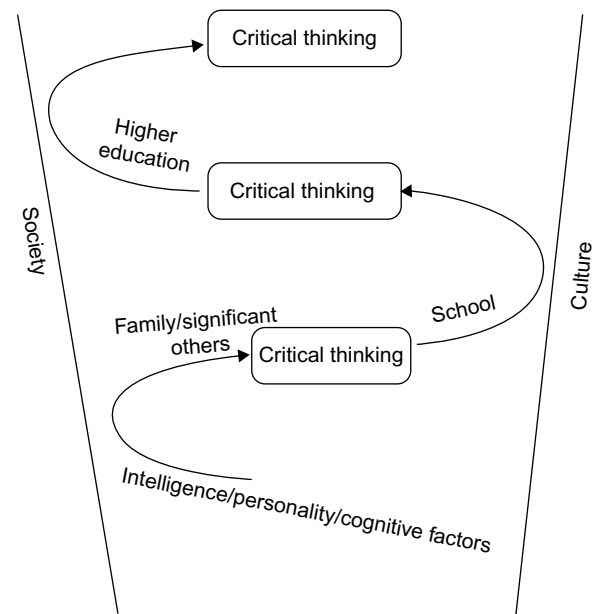 Critical thinking
Higher
education
Critical thinking
Society
Culture
School
Family/significant
others
Critical thinking
Intelligence/personality/cognitive factors